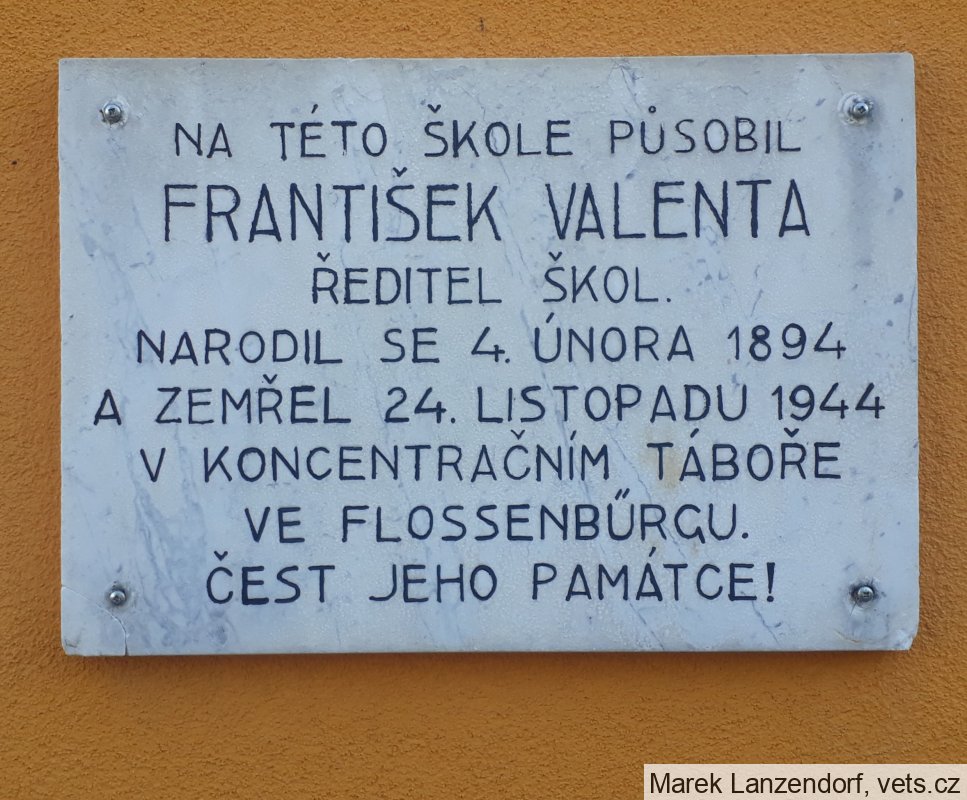 NA TÉTO ŠKOLE PŮSOBIL
FRANTIŠEK VALENTA
ŘEDITEL ŠKOL.
NARODIL SE 4. ÚNORA 1894
A ZEMŘEL 24. LISTOPADU 1944
V KONCENTRAČNÍM TÁBOŘE
VE FLOSSENBŰRGU.
ČEST JEHO PAMÁTCE!
Marek Lanzendorf, vets.cz